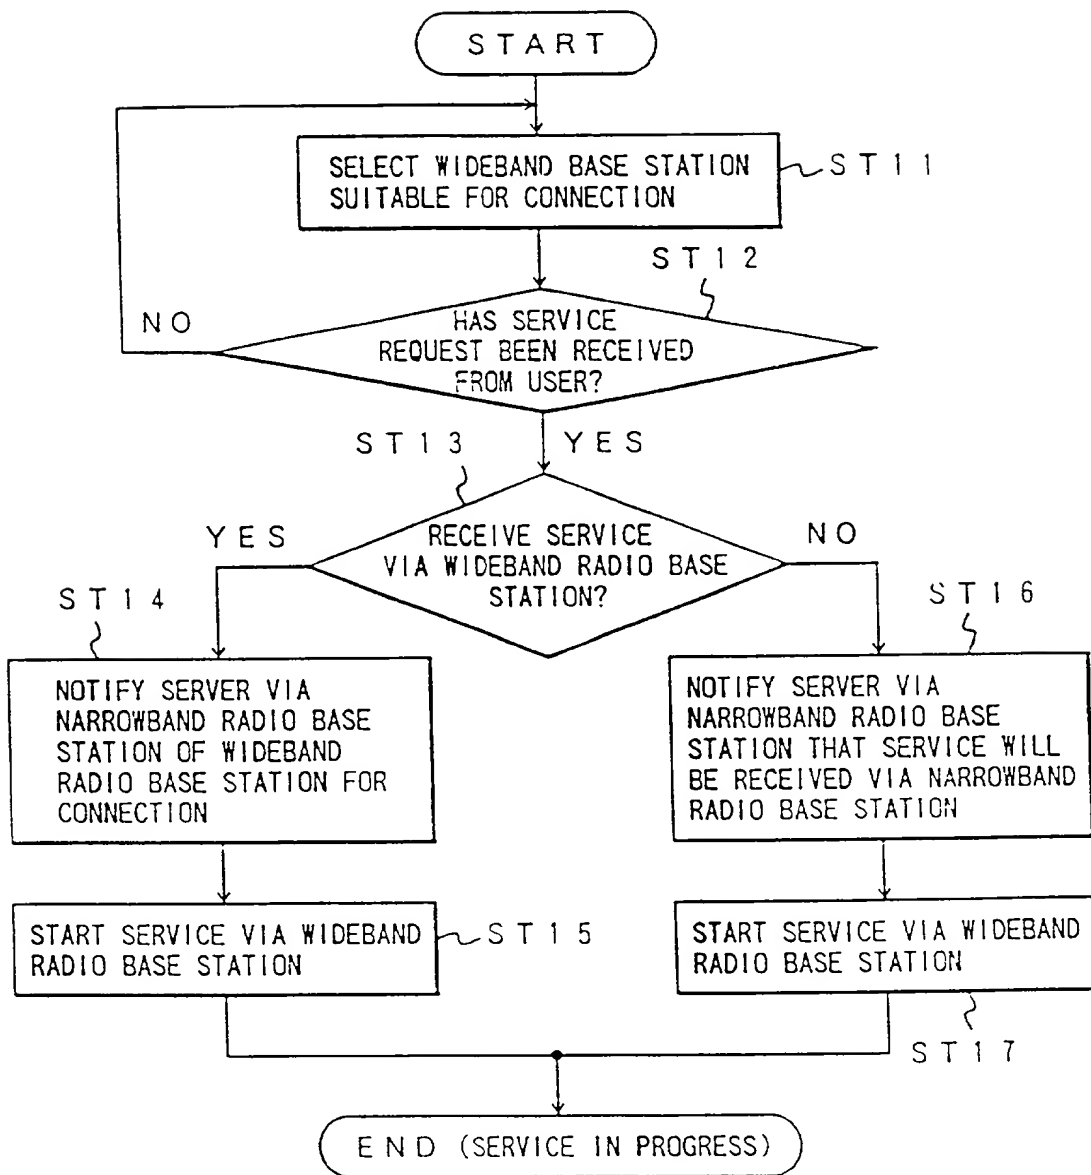 START
SELECT WIDEBAND BASE STATION
SUITABLE FOR CONNECTION
ST11
ST12
NO
HAS SERVICE
REQUEST BEEN RECEIVED
FROM USER?
ST13
YES
YES
RECEIVE SERVICE
VIA WIDEBAND RADIO BASE
STATION?
NO
ST14
ST16
NOTIFY SERVER VIA
NARROWBAND RADIO BASE
STATION OF WIDEBAND
RADIO BASE STATION FOR
CONNECTION
NOTIFY SERVER VIA
NARROWBAND RADIO BASE
STATION THAT SERVICE WILL
BE RECEIVED VIA NARROWBAND
RADIO BASE STATION
START SERVICE VIA WIDEBAND
RADIO BASE STATION
ST15
START SERVICE VIA WIDEBAND
RADIO BASE STATION
ST17
END (SERVICE IN PROGRESS)